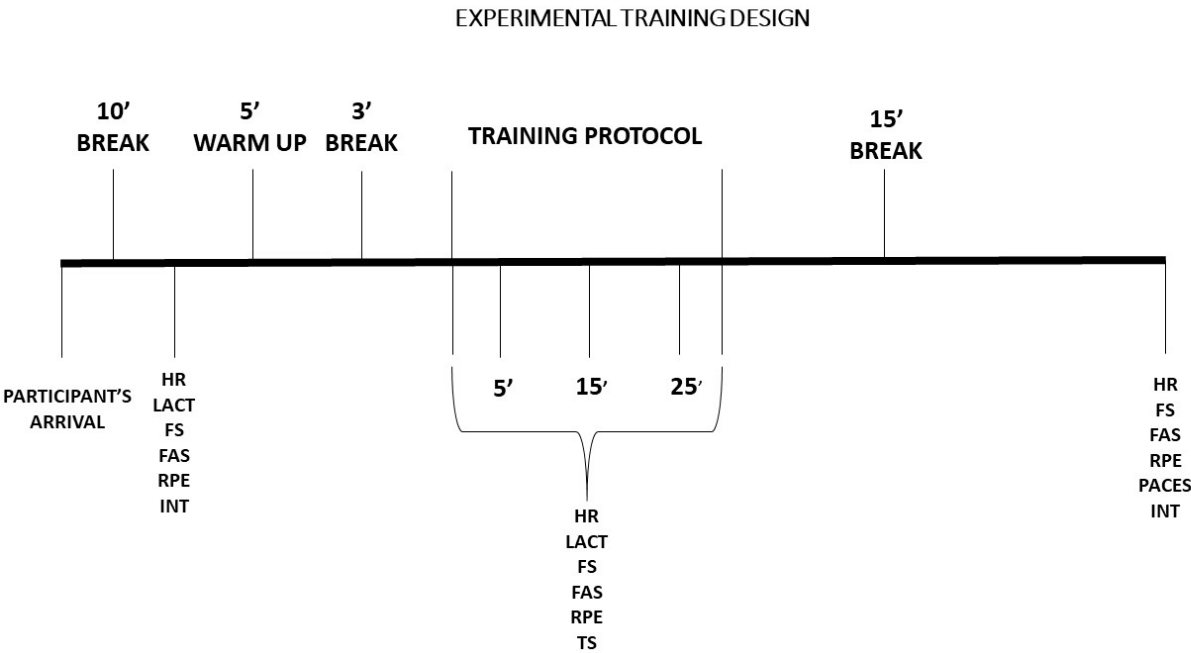 EXPERIMENTAL TRAINING DESIGN
10’
BREAK
5’
WARM UP
3’
BREAK
TRAINING PROTOCOL
15’
BREAK
PARTICIPANT’S
ARRIVAL
HR
LACT
FS
FAS
RPE
INT
5’
15’
25’
HR
LACT
FS
FAS
RPE
TS
HR
FS
FAS
RPE
PACES
INT